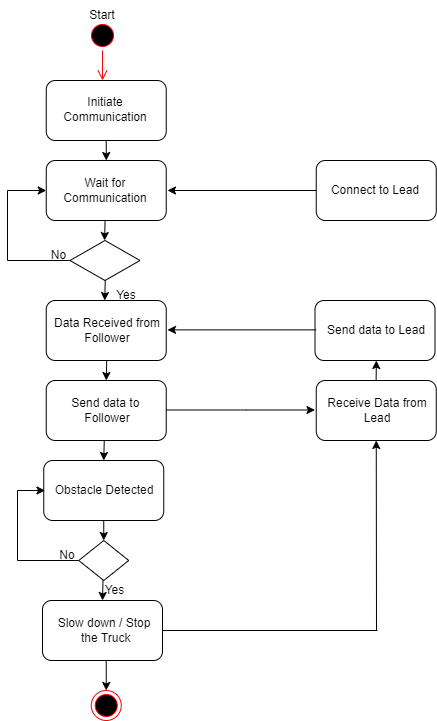 Start
Initiate
Communication
Wait for
Communication
Connect to Lead
No
Yes
Data Received from
Follower
Send data to Lead
Send data to
Follower
Receive Data from
Lead
Obstacle Detected
No
Yes
Slow down / Stop
the Truck